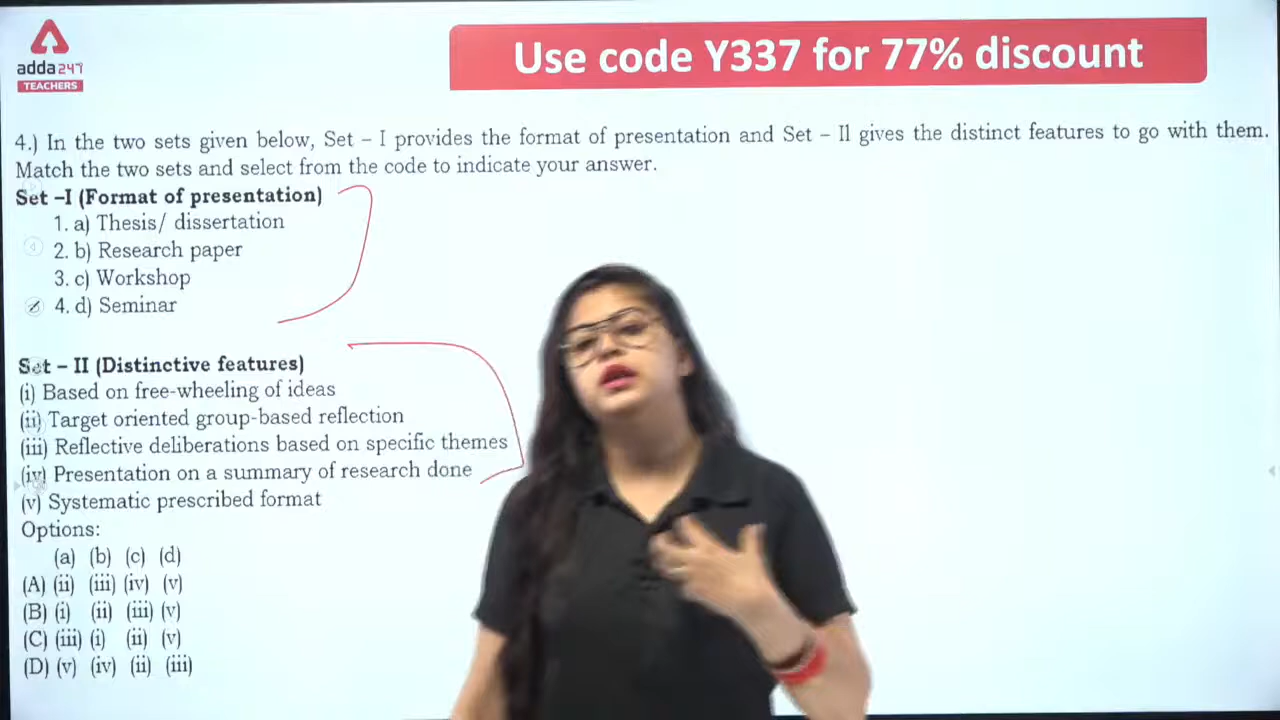 adda247
TEACHERS
Use code Y337 for 77% discount
4.) In the two sets given below, Set – I provides the format of presentation and Set – II gives the distinct features to go with them.
Match the two sets and select from the code to indicate your answer.
Set –I (Format of presentation)
1. a) Thesis/ dissertation
2. b) Research paper
3. c) Workshop
4. d) Seminar
Set – II (Distinctive features)
(i) Based on free-wheeling of ideas
(ii) Target oriented group-based reflection
(iii) Reflective deliberations based on specific themes
(iv) Presentation on a summary of research done
(v) Systematic prescribed format
Options:
(a) (b) (c) (d)
(A) (ii) (iii) (iv) (v)
(B) (i) (ii) (iii) (v)
(C) (iii) (i) (ii) (v)
(D) (v) (iv) (ii) (iii)